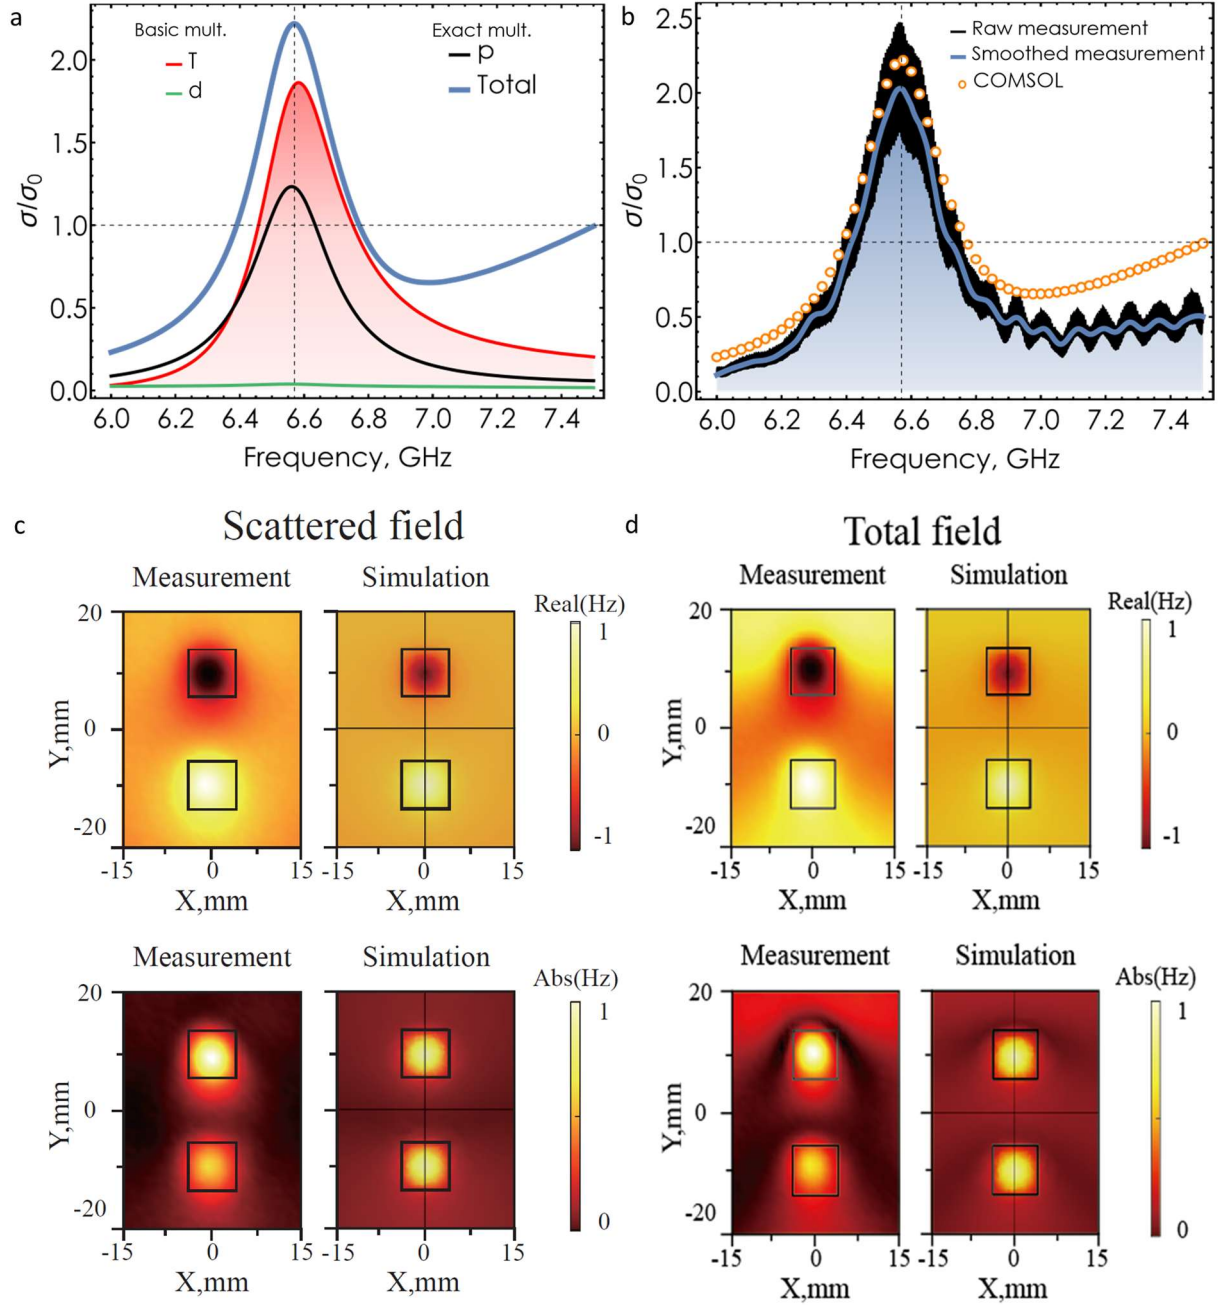 a
Basic mult.
T
d
Exact mult.
p
Total
σ/σ0
2.0
1.5
1.0
0.5
0.0
6.0 6.2 6.4 6.6 6.8 7.0 7.2 7.4
Frequency, GHz
b
Raw measurement
Smoothed measurement
COMSOL
σ/σ0
2.5
2.0
1.5
1.0
0.5
0.0
6.0 6.2 6.4 6.6 6.8 7.0 7.2 7.4
Frequency, GHz
c
Scattered field
Measurement Simulation
Real(Hz)
1
0
-1
20
0
-20
Y,mm
-15 0 15 0 15
X,mm X,mm
Measurement Simulation
Abs(Hz)
1
0
20
0
-20
Y,mm
-15 0 15 0 15
X,mm X,mm
d
Total field
Measurement Simulation
Real(Hz)
1
0
-1
20
0
-20
Y,mm
-15 0 15 0 15
X,mm X,mm
Measurement Simulation
Abs(Hz)
1
0
20
0
-20
Y,mm
-15 0 15 0 15
X,mm X,mm